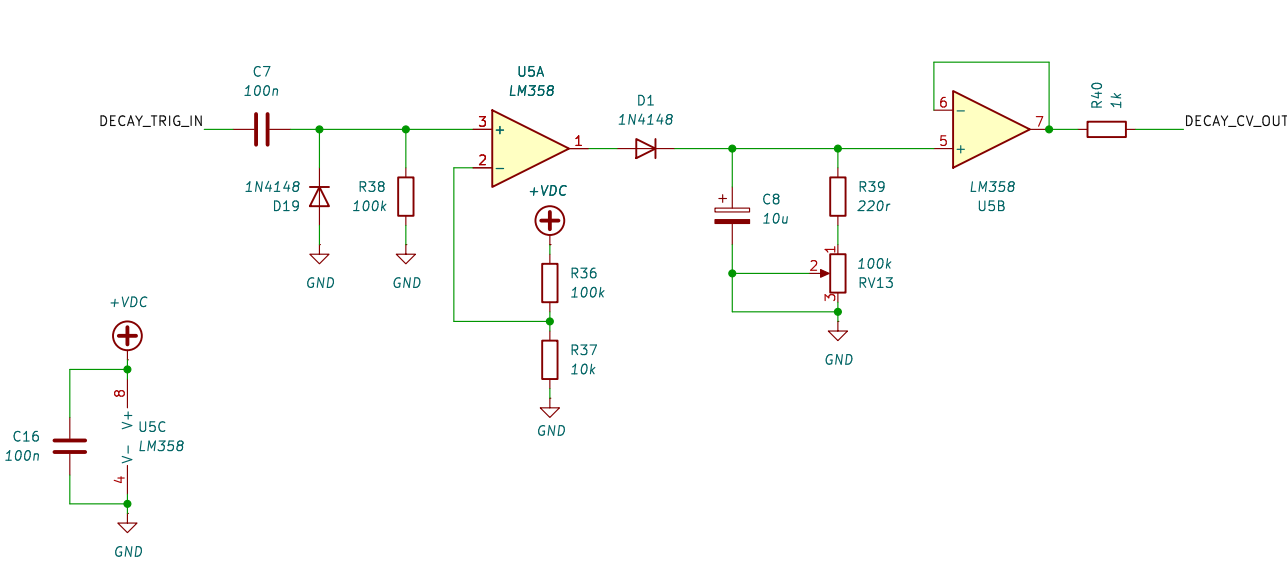 C7
100n
DECAY_TRIG_IN
1N4148
D19
GND
R38
100k
GND
U5A
LM358
3
+
2
−
1
+VDC
R36
100k
R37
10k
GND
D1
1N4148
+
C8
10u
R39
220r
1
2
3
100k
RV13
GND
6
−
5
+
7
LM358
U5B
R40
1k
DECAY_CV_OUT
+VDC
8
V+
U5C
LM358
V−
4
C16
100n
GND